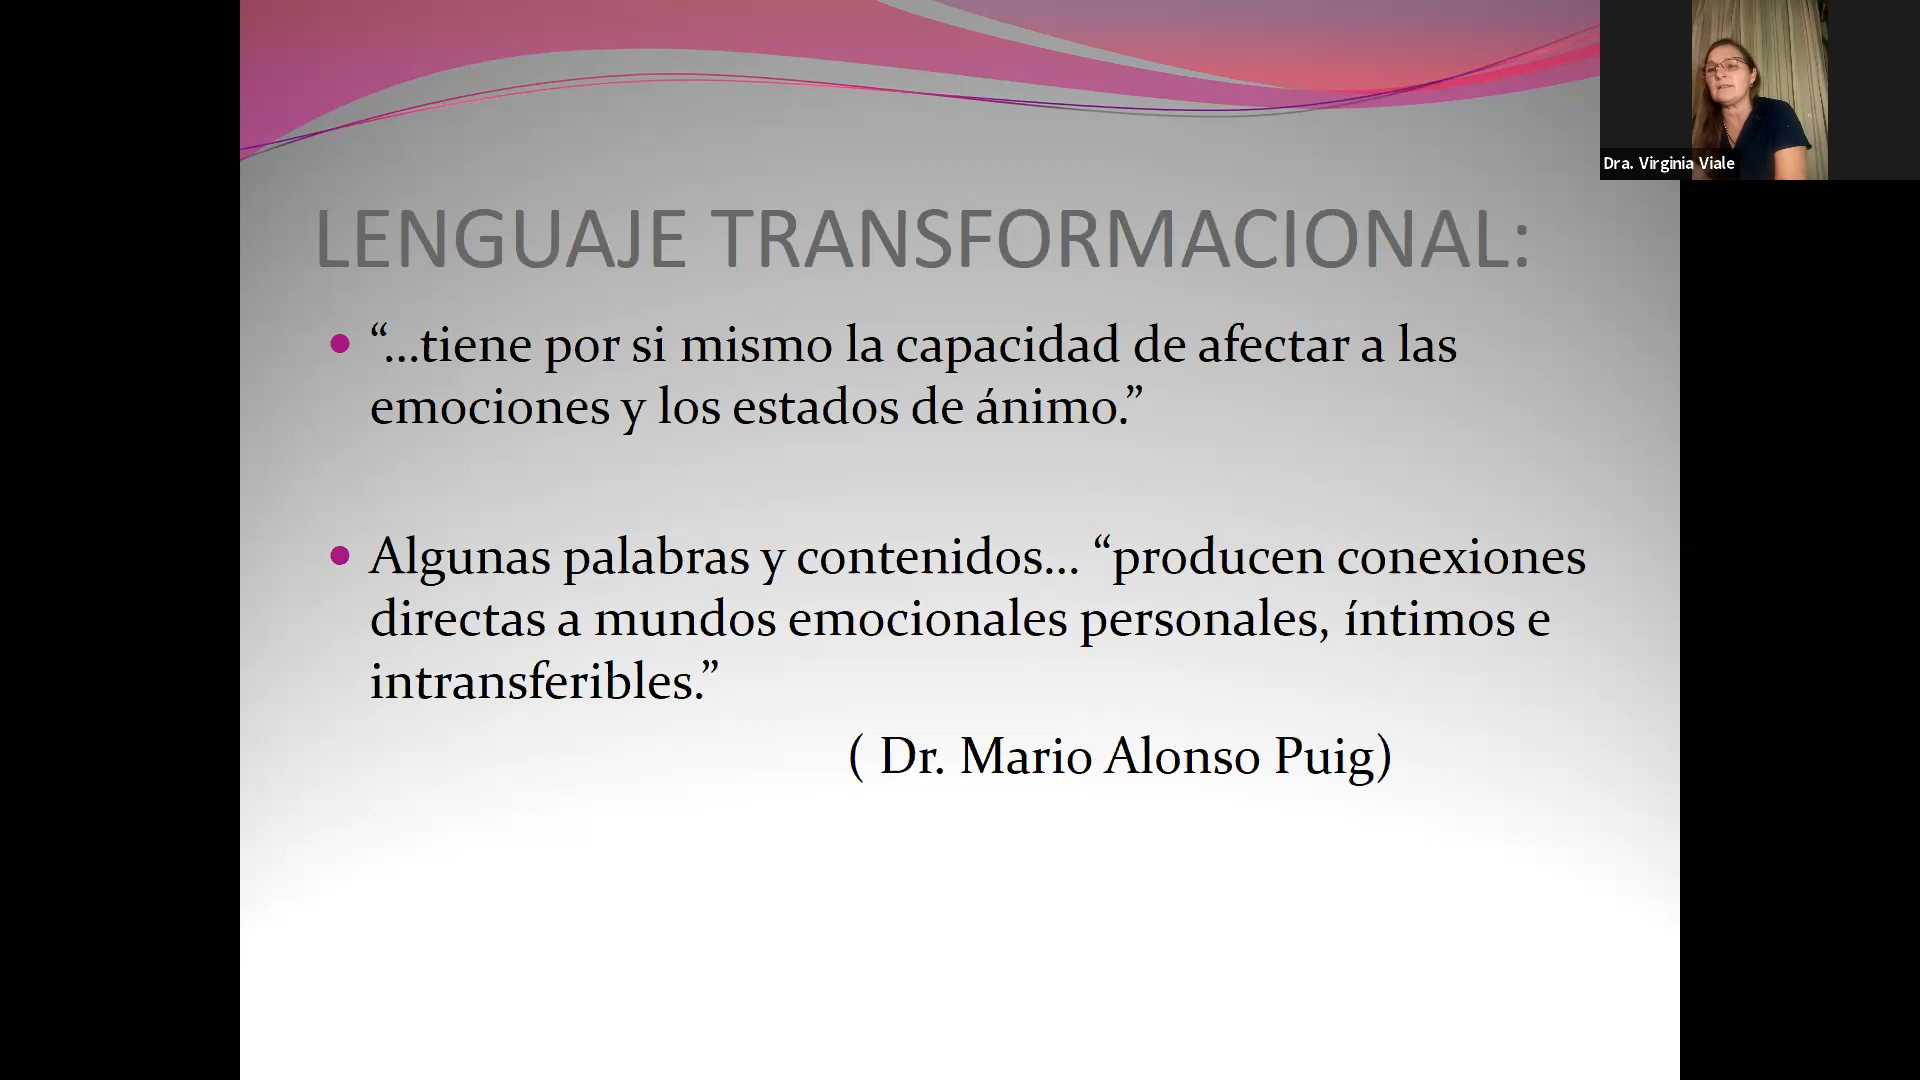 Dra. Virginia Viale
LENGUAJE TRANSFORMACIONAL:
“…tiene por si mismo la capacidad de afectar a las
emociones y los estados de ánimo.”
Algunas palabras y contenidos… “producen conexiones
directas a mundos emocionales personales, íntimos e
intransferibles.”
( Dr. Mario Alonso Puig)